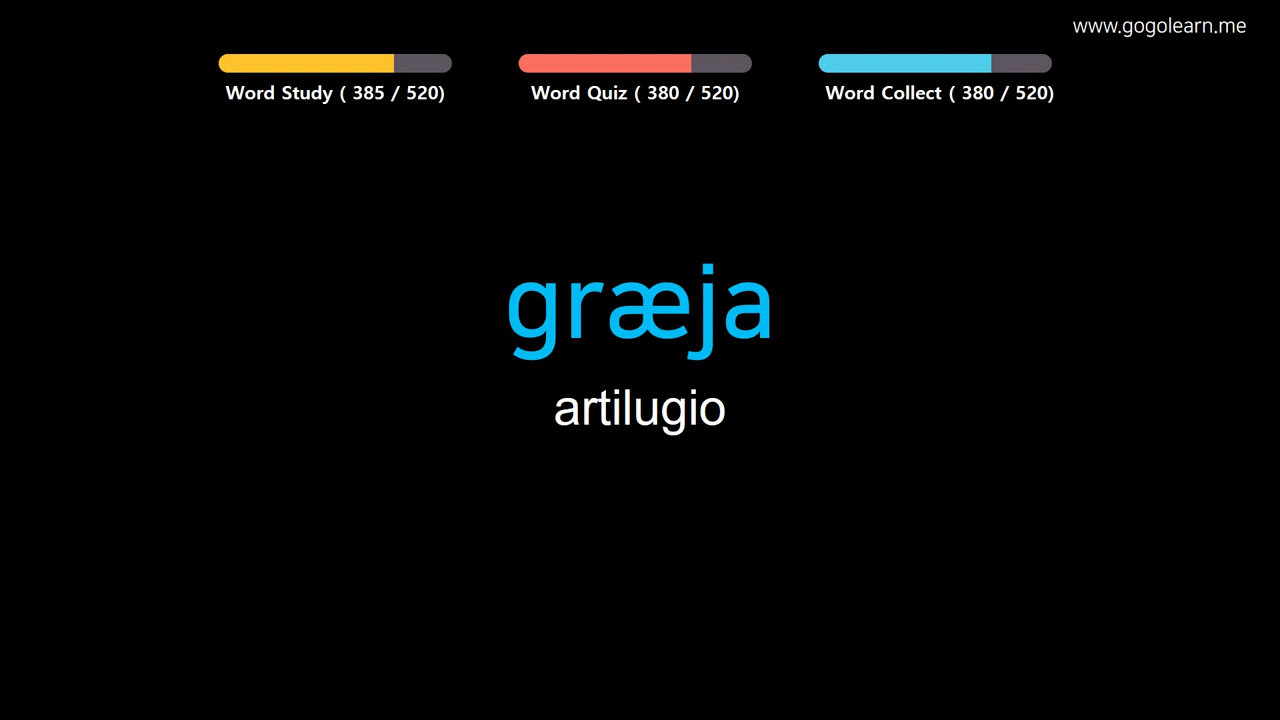 www.gogolearn.me
Word Study ( 385 / 520)
Word Quiz ( 380 / 520)
Word Collect ( 380 / 520)
græja
artilugio